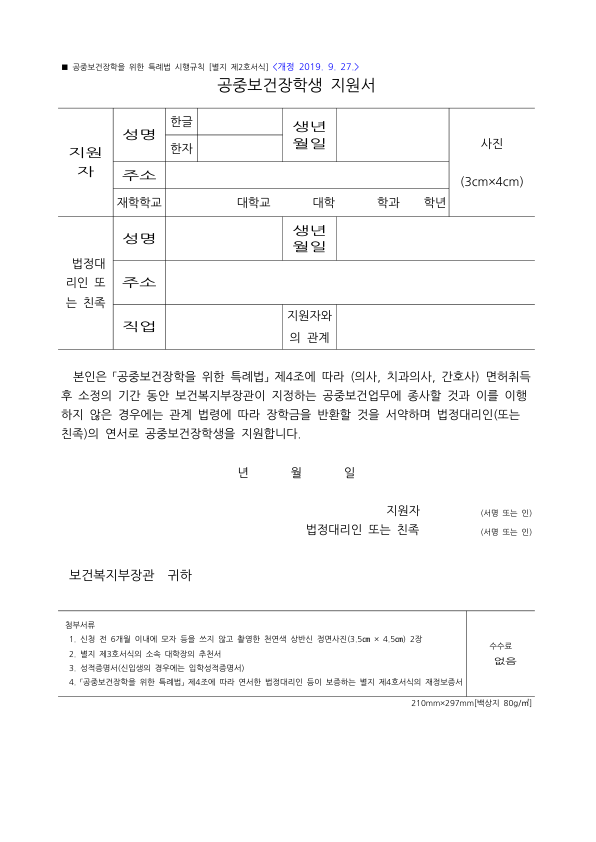 ■ 공중보건장학을 위한 특례법 시행규칙 [별지 제2호서식] <개정 2019. 9. 27.>
공중보건장학생 지원서
지원
자
성명
한글
한자
생년
월일
사진
(3cm×4cm)
주소
재학학교
대학교 대학 학과 학년
법정대
리인 또
는 친족
성명
생년
월일
주소
직업
지원자와
의 관계
본인은 「공중보건장학을 위한 특례법」 제4조에 따라 (의사, 치과의사, 간호사) 면허취득
후 소정의 기간 동안 보건복지부장관이 지정하는 공중보건업무에 종사할 것과 이를 이행
하지 않은 경우에는 관계 법령에 따라 장학금을 반환할 것을 서약하며 법정대리인(또는
친족)의 연서로 공중보건장학생을 지원합니다.
년 월 일
지원자 (서명 또는 인)
법정대리인 또는 친족 (서명 또는 인)
보건복지부장관 귀하
첨부서류
1. 신청 전 6개월 이내에 모자 등을 쓰지 않고 촬영한 천연색 상반신 정면사진(3.5㎝ × 4.5㎝) 2장
2. 별지 제3호서식의 소속 대학장의 추천서
3. 성적증명서(신입생의 경우에는 입학성적증명서)
4. 「공중보건장학을 위한 특례법」 제4조에 따라 연서한 법정대리인 등이 보증하는 별지 제4호서식의 재정보증서
수수료
없음
210mm×297mm[백상지 80g/㎡]